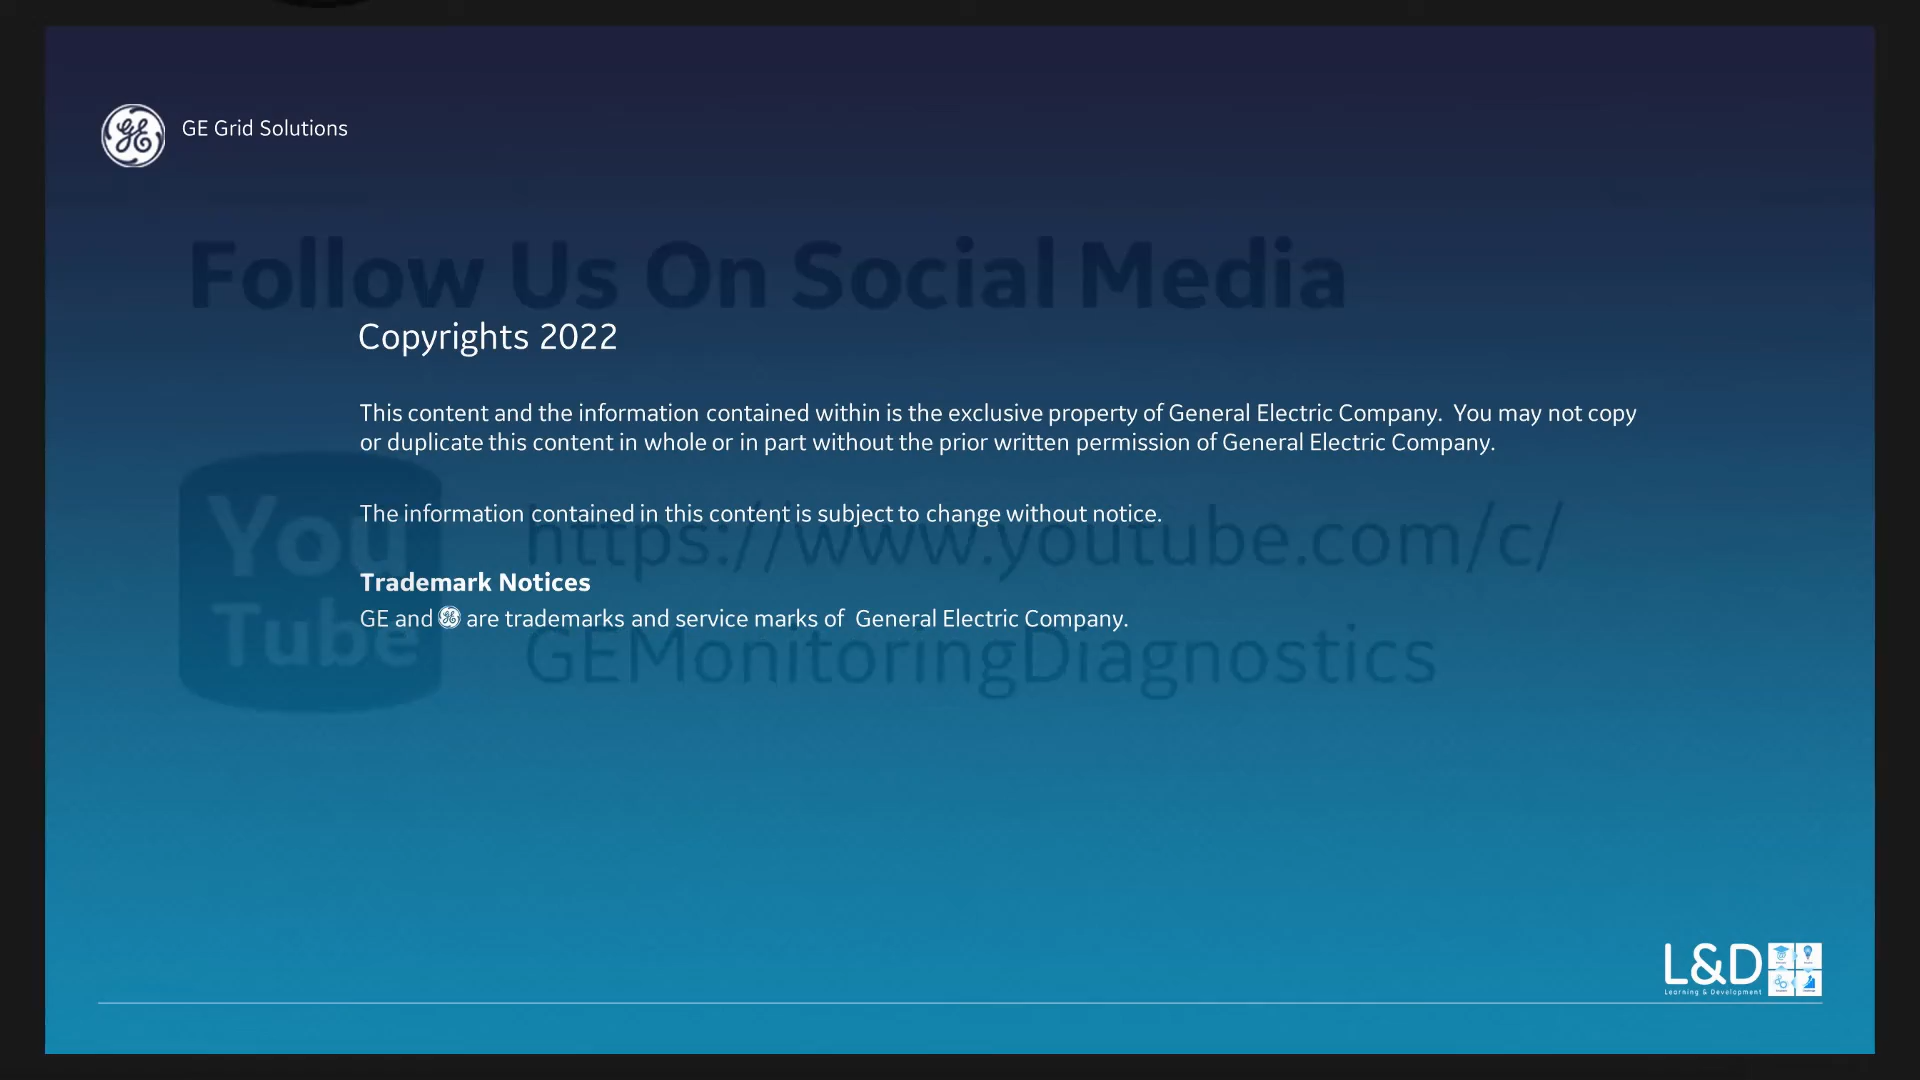 GE Grid Solutions
Follow Us On Social Media
Copyrights 2022
This content and the information contained within is the exclusive property of General Electric Company.  You may not copy
or duplicate this content in whole or in part without the prior written permission of General Electric Company.
The information contained in this content is subject to change without notice.
You
Tube
https://www.youtube.com/c/
GEMonitoringDiagnostics
Trademark Notices
GE and GE are trademarks and service marks of  General Electric Company.
L&D
Learning & Development